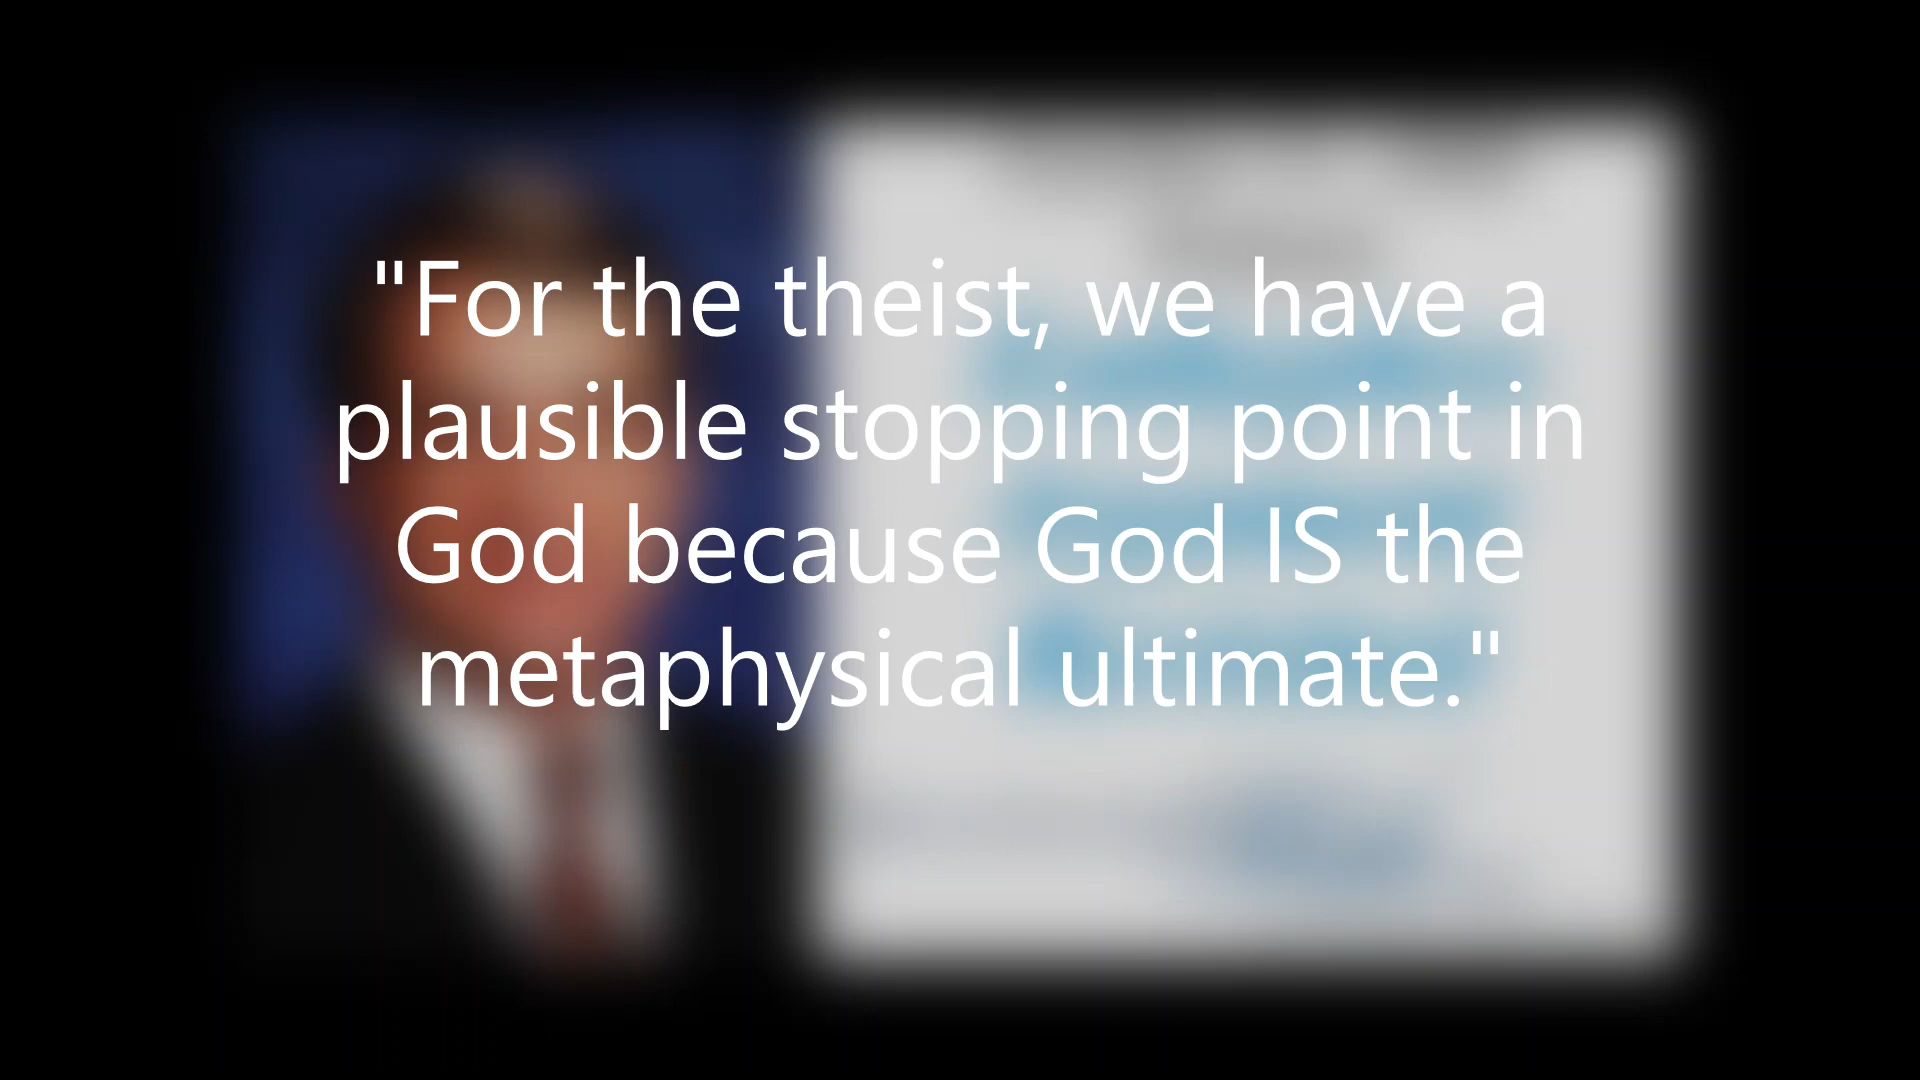 "For the theist, we have a
plausible stopping point in
God because God IS the
metaphysical ultimate."